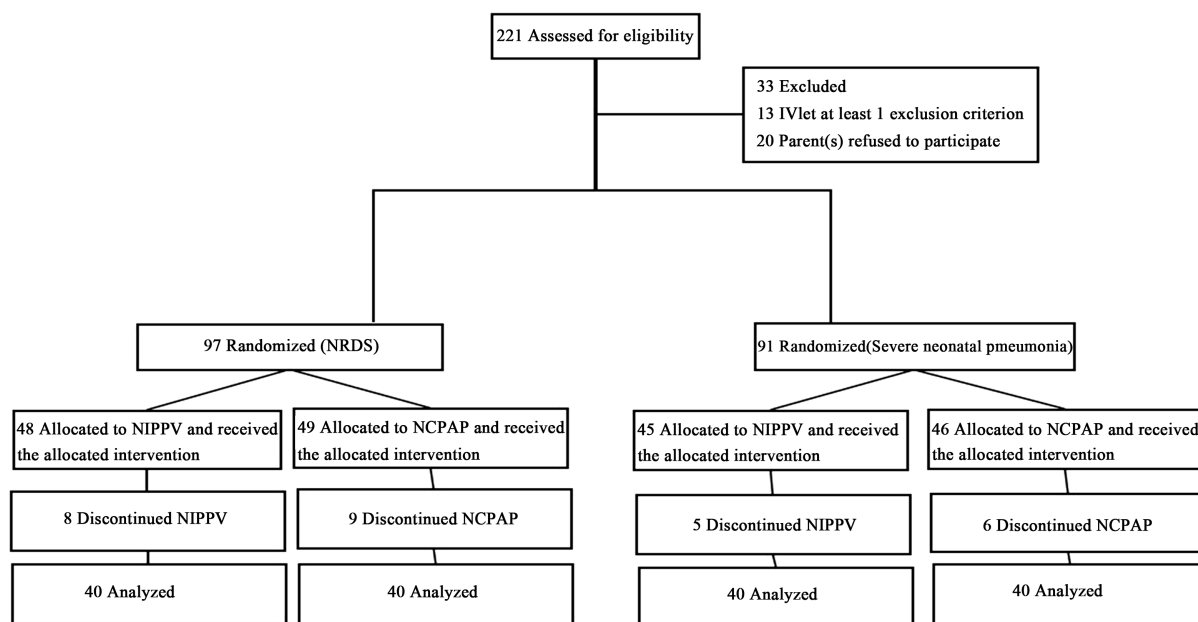 221 Assessed for eligibility
33 Excluded
13 IVlet at least 1 exclusion criterion
20 Parent(s) refused to participate
97 Randomized (NRDS)
91 Randomized(Severe neonatal pmeumonia)
48 Allocated to NIPPV and received
the allocated intervention
49 Allocated to NCPAP and received
the allocated intervention
45 Allocated to NIPPV and received
the allocated intervention
46 Allocated to NCPAP and received
the allocated intervention
8 Discontinued NIPPV
9 Discontinued NCPAP
5 Discontinued NIPPV
6 Discontinued NCPAP
40 Analyzed
40 Analyzed
40 Analyzed
40 Analyzed